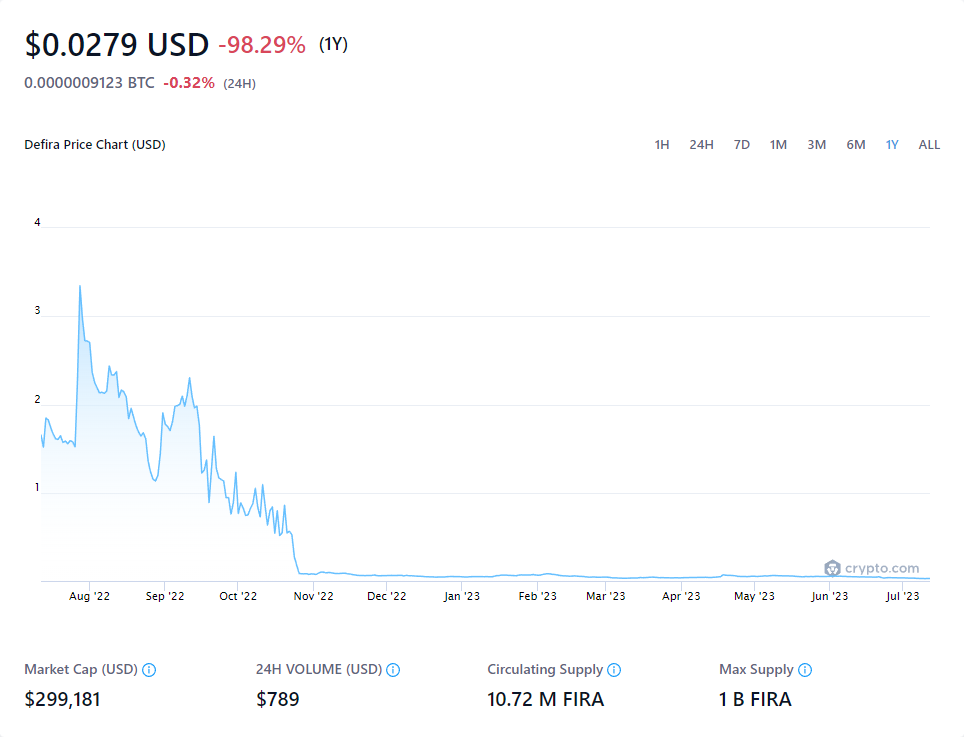 $0.0279 USD -98.29% (1Y)
0.0000009123 BTC -0.32% (24H)
Defira Price Chart (USD) 1H 24H 7D 1M 3M 6M 1Y ALL
4
3
2
1
crypto.com
Aug '22 Sep '22 Oct '22 Nov '22 Dec '22 Jan '23 Feb '23 Mar '23 Apr '23 May '23 Jun '23 Jul '23
Market Cap (USD) 24H VOLUME (USD) Circulating Supply Max Supply
$299,181 $789 10.72 M FIRA 1 B FIRA